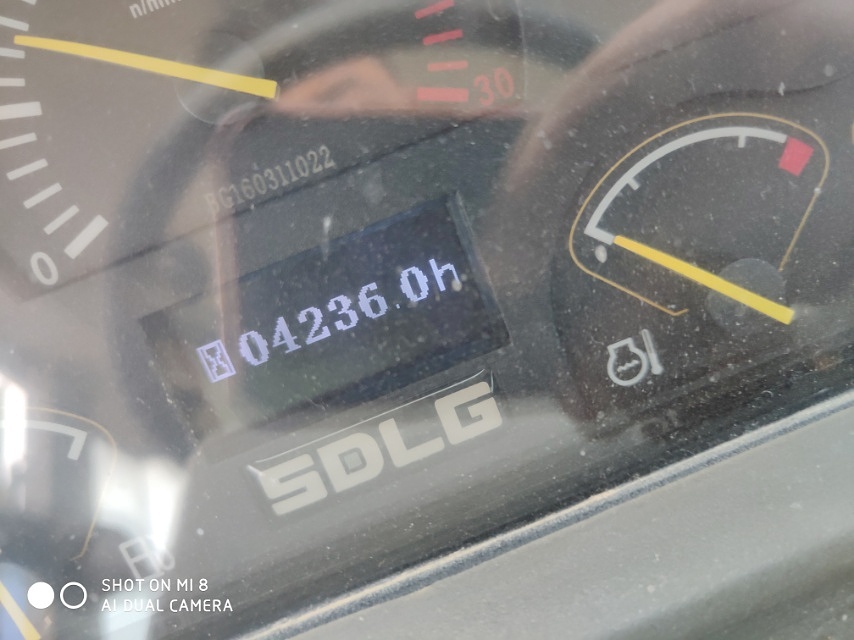 n/min
30
BG160311022
0
04236.0h
SDLG
SHOT ON MI 8
AI DUAL CAMERA